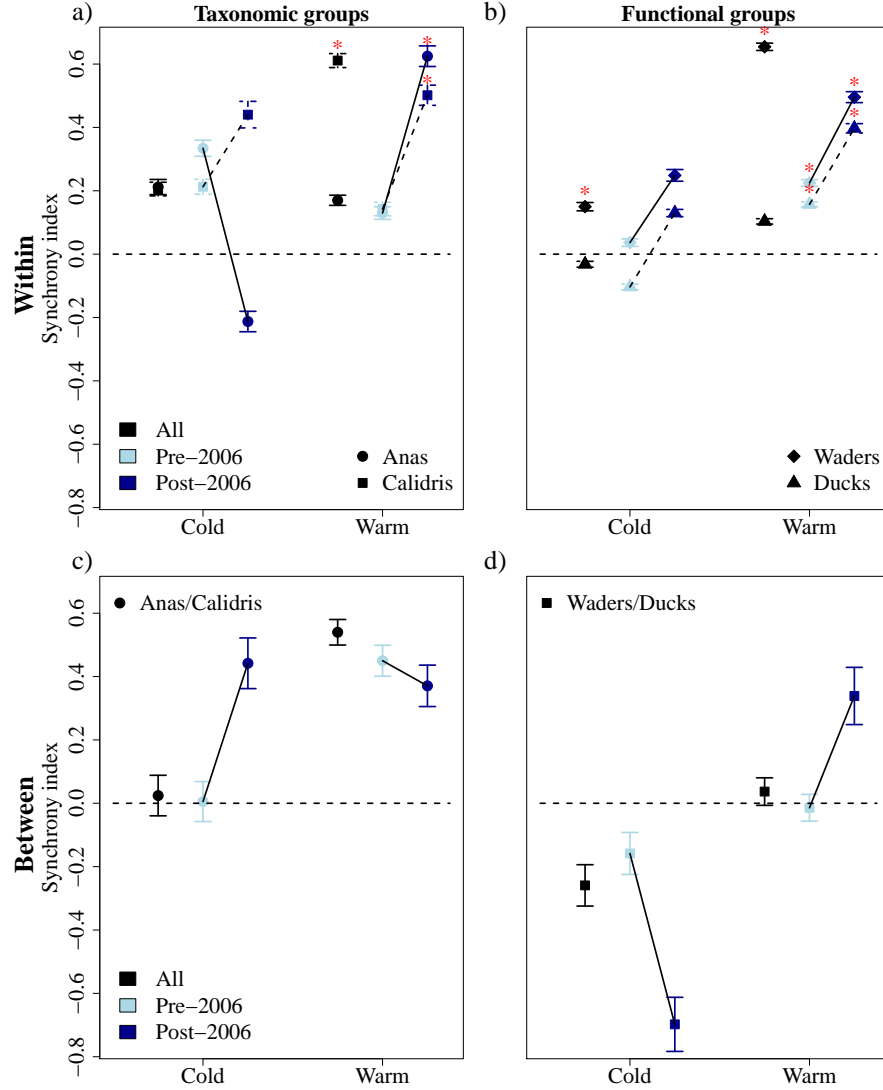 a) Taxonomic groups
b) Functional groups
Within
Synchrony index
0.6
0.4
0.2
0.0
−0.2
−0.4
−0.6
−0.8
* * *
* * * * * *
All
Pre−2006
Post−2006
Anas
Calidris
Waders
Ducks
Cold Warm
Cold Warm
c)
d)
Between
Synchrony index
0.6
0.4
0.2
0.0
−0.2
−0.4
−0.6
−0.8
Anas/Calidris
Waders/Ducks
All
Pre−2006
Post−2006
Cold Warm
Cold Warm